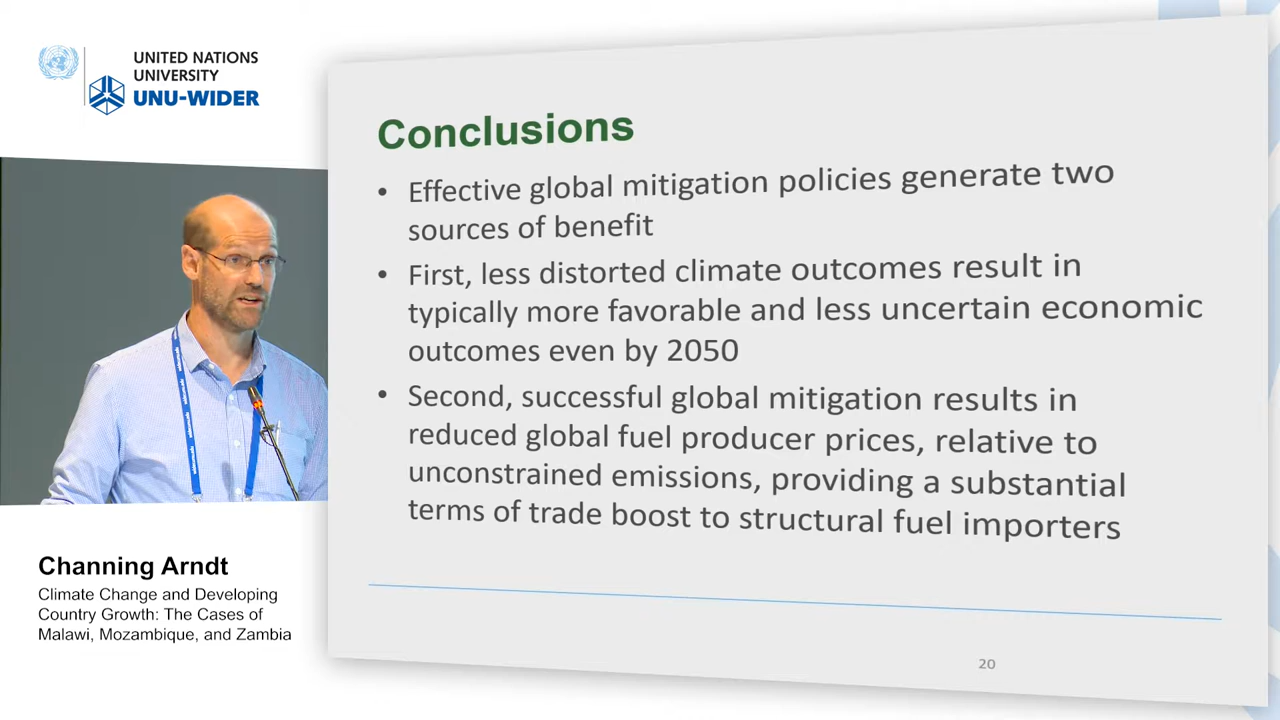 UNITED NATIONS
UNIVERSITY
UNU-WIDER
Conclusions
• Effective global mitigation policies generate two
sources of benefit
• First, less distorted climate outcomes result in
typically more favorable and less uncertain economic
outcomes even by 2050
• Second, successful global mitigation results in
reduced global fuel producer prices, relative to
unconstrained emissions, providing a substantial
terms of trade boost to structural fuel importers
20
Channing Arndt
Climate Change and Developing
Country Growth: The Cases of
Malawi, Mozambique, and Zambia